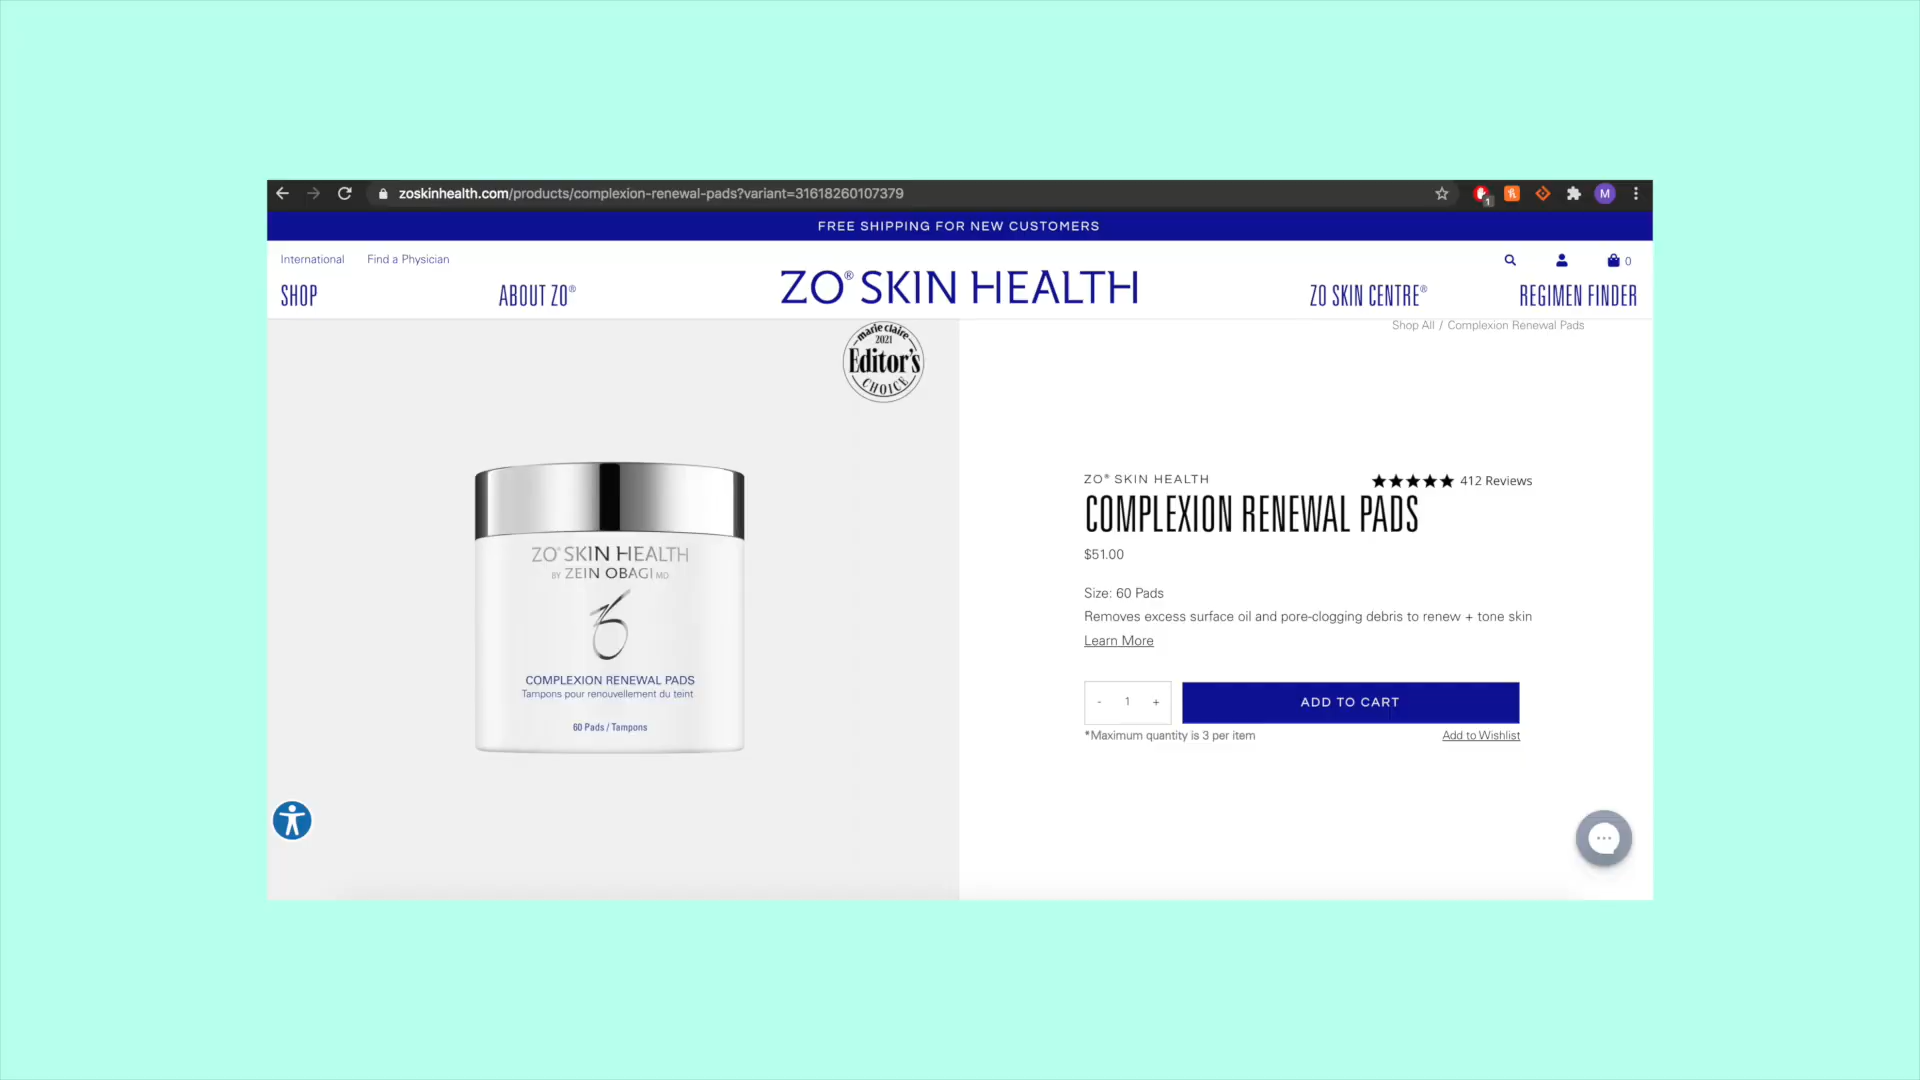 zoskinhealth.com/products/complexion-renewal-pads?variant=31618260107379
1
M
FREE SHIPPING FOR NEW CUSTOMERS
International
Find a Physician
0
SHOP
ABOUT ZO®
ZO® SKIN HEALTH
ZO SKIN CENTRE®
REGIMEN FINDER
Shop All / Complexion Renewal Pads
marie claire
2021
Editor's
CHOICE
ZO® SKIN HEALTH
412 Reviews
COMPLEXION RENEWAL PADS
$51.00
Size: 60 Pads
Removes excess surface oil and pore-clogging debris to renew + tone skin
Learn More
- 1 +
ADD TO CART
*Maximum quantity is 3 per item
Add to Wishlist
ZO® SKIN HEALTH
BY ZEIN OBAGI MD
COMPLEXION RENEWAL PADS
Tampons pour renouvellement du teint
60 Pads / Tampons